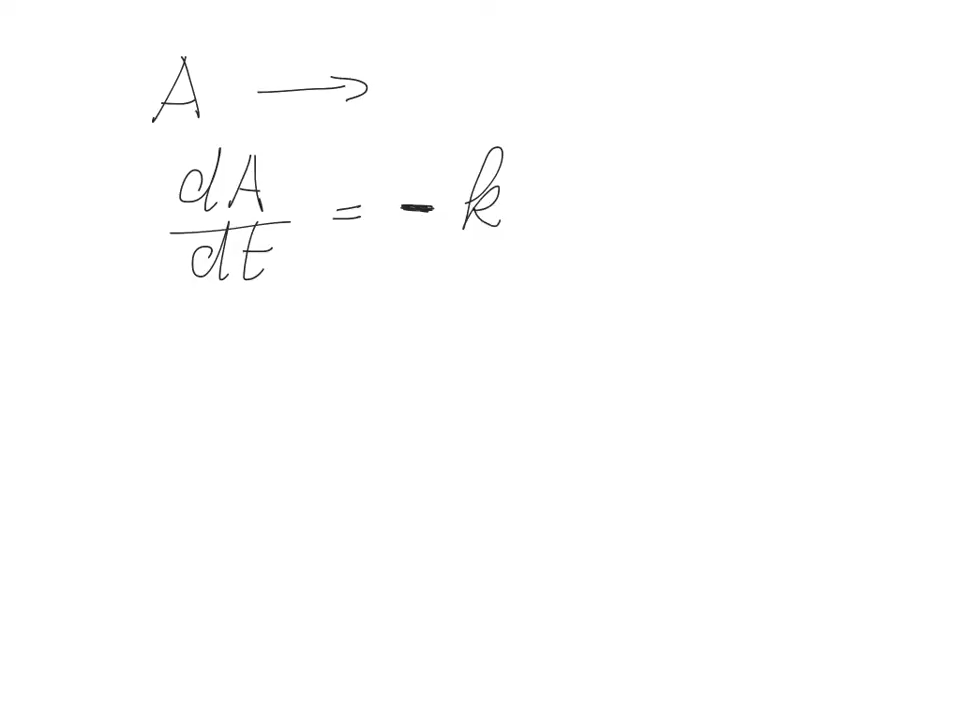 A →
dA/dt = - k